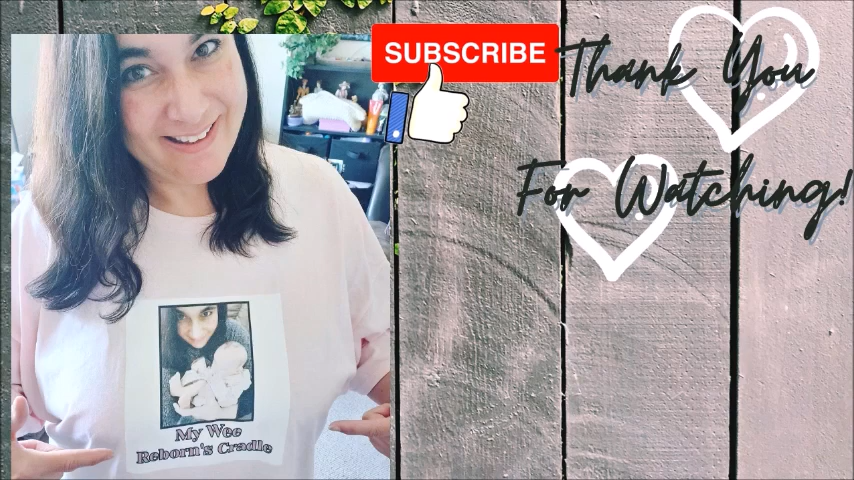 SUBSCRIBE
Thank You
For Watching!
My Wee
Reborn's Cradle